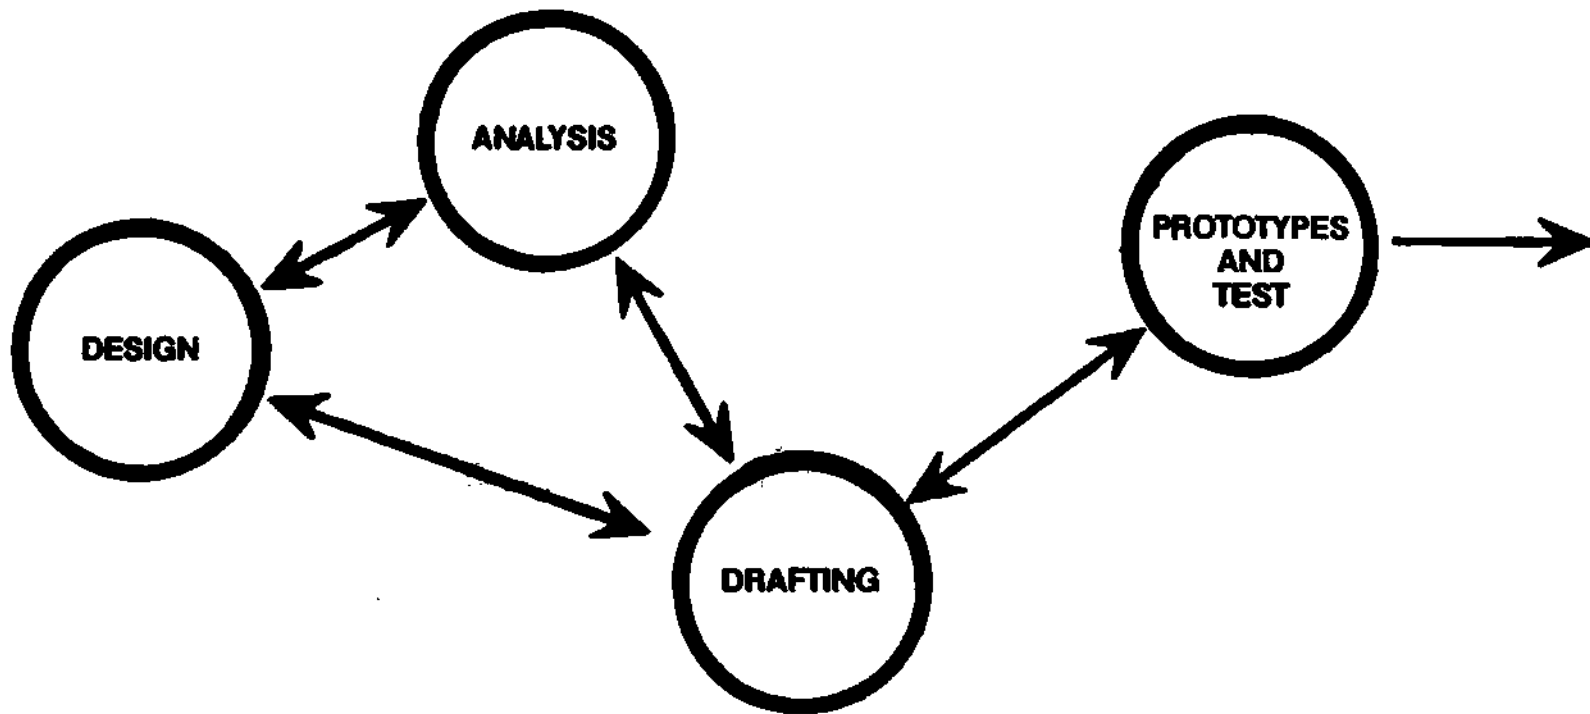 ANALYSIS
PROTOTYPES
AND
TEST
DESIGN
DRAFTING